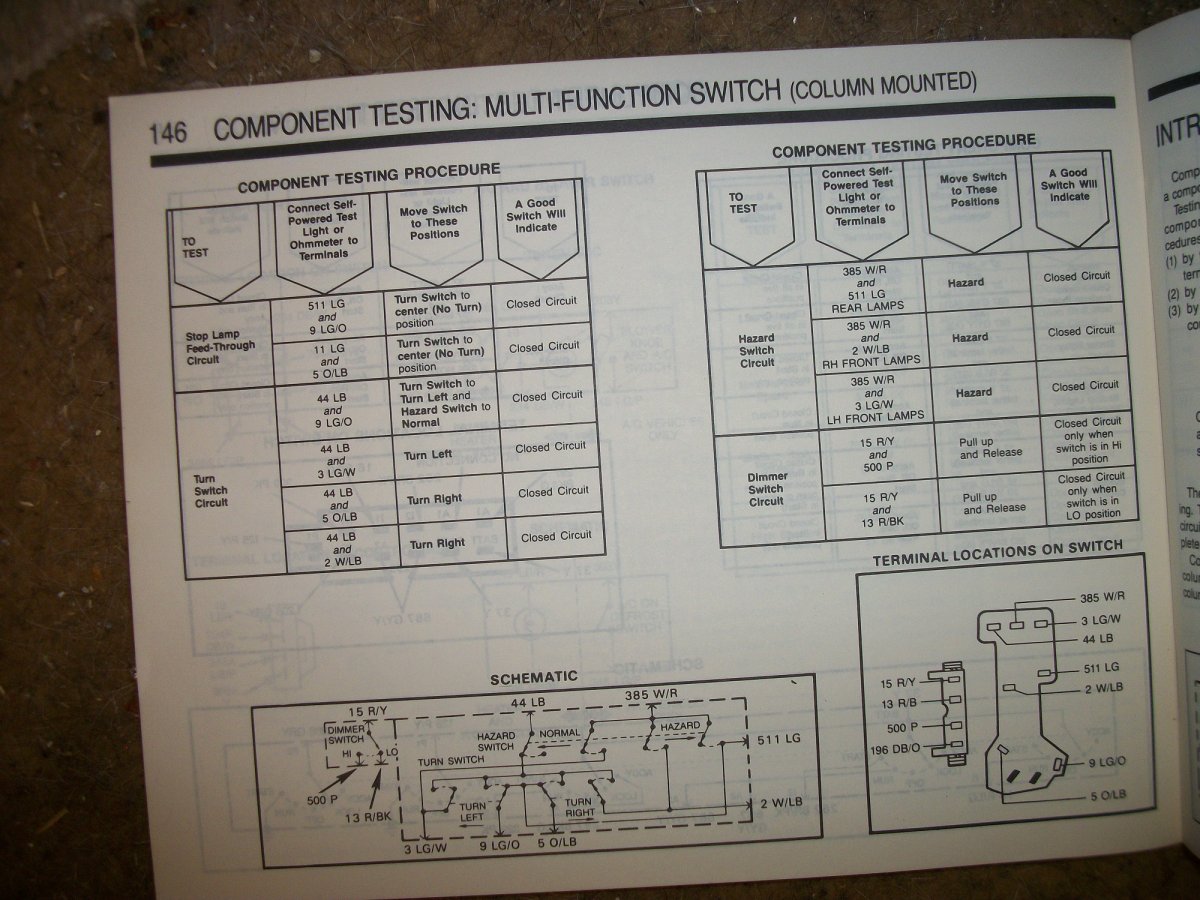 146 COMPONENT TESTING: MULTI-FUNCTION SWITCH (COLUMN MOUNTED)
COMPONENT TESTING PROCEDURE
TO
TEST
Connect Self-
Powered Test
Light or
Ohmmeter to
Terminals
Move Switch
to These
Positions
A Good
Switch Will
Indicate
Stop Lamp
Feed-Through
Circuit
511 LG
and
9 LG/O
Turn Switch to
center (No Turn)
position
Closed Circuit
11 LG
and
5 O/LB
Turn Switch to
center (No Turn)
position
Closed Circuit
Turn
Switch
Circuit
44 LB
and
9 LG/O
Turn Switch to
Turn Left and
Hazard Switch to
Normal
Closed Circuit
44 LB
and
3 LG/W
Turn Left
Closed Circuit
44 LB
and
5 O/LB
Turn Right
Closed Circuit
44 LB
and
2 W/LB
Turn Right
Closed Circuit
COMPONENT TESTING PROCEDURE
TO
TEST
Connect Self-
Powered Test
Light or
Ohmmeter to
Terminals
Move Switch
to These
Positions
A Good
Switch Will
Indicate
Hazard
Switch
Circuit
385 W/R
and
511 LG
REAR LAMPS
Hazard
Closed Circuit
385 W/R
and
2 W/LB
RH FRONT LAMPS
Hazard
Closed Circuit
385 W/R
and
3 LG/W
LH FRONT LAMPS
Hazard
Closed Circuit
Dimmer
Switch
Circuit
15 R/Y
and
500 P
Pull up
and Release
Closed Circuit
only when
switch is in Hi
position
15 R/Y
and
13 R/BK
Pull up
and Release
Closed Circuit
only when
switch is in
LO position
SCHEMATIC
15 R/Y
44 LB
385 W/R
DIMMER
SWITCH
HI
LO
500 P
13 R/BK
HAZARD
SWITCH
NORMAL
HAZARD
TURN SWITCH
511 LG
TURN
LEFT
TURN
RIGHT
2 W/LB
3 LG/W
9 LG/O
5 O/LB
TERMINAL LOCATIONS ON SWITCH
385 W/R
3 LG/W
44 LB
511 LG
2 W/LB
15 R/Y
13 R/B
500 P
196 DB/O
9 LG/O
5 O/LB
(1) by
(2) by
(3) by